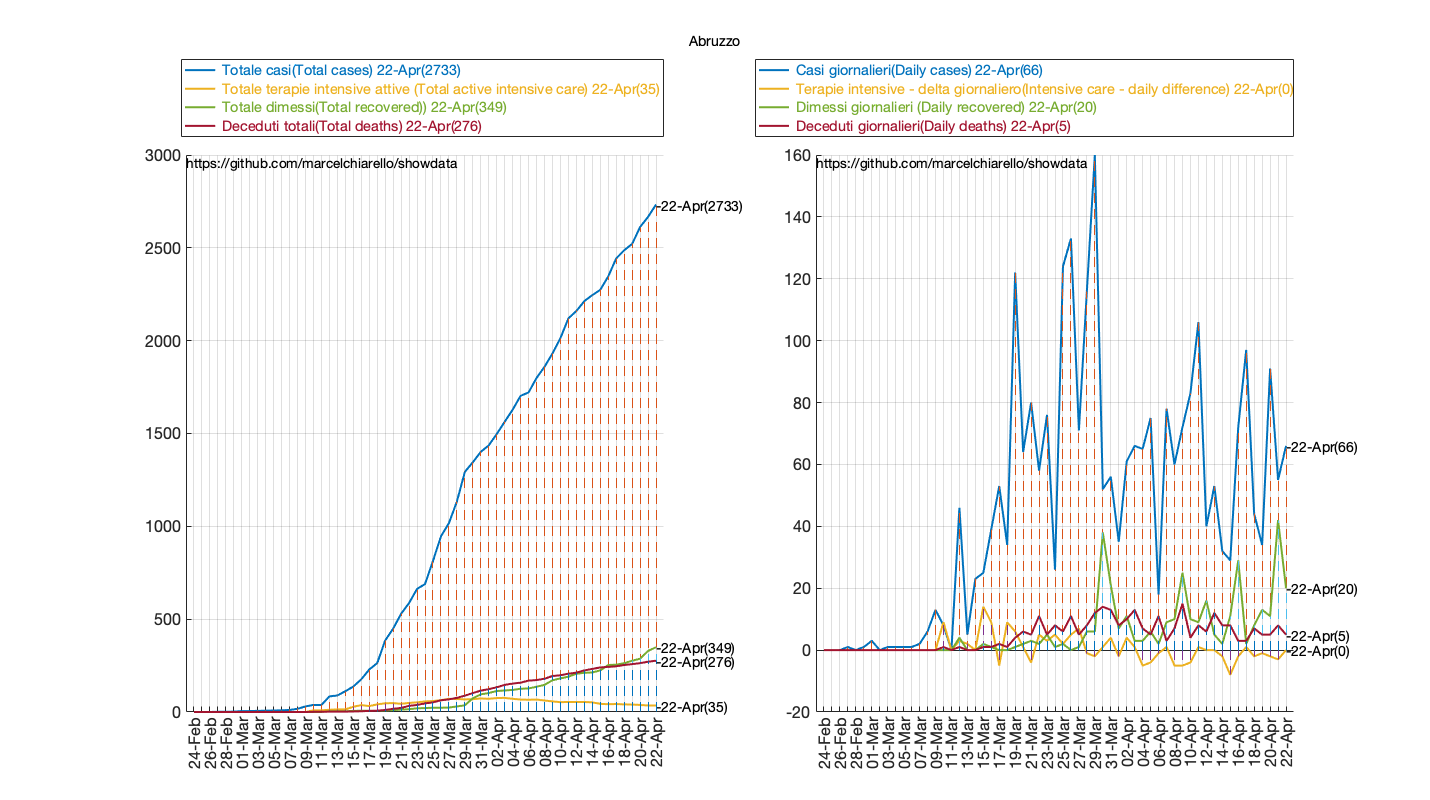 Abruzzo
Totale casi(Total cases) 22-Apr(2733)
Totale terapie intensive attive (Total active intensive care) 22-Apr(35)
Totale dimessi(Total recovered)) 22-Apr(349)
Deceduti totali(Total deaths) 22-Apr(276)
3000
https://github.com/marcelchiarello/showdata
22-Apr(2733)
2500
2000
1500
1000
500
22-Apr(349)
22-Apr(276)
22-Apr(35)
0
24-Feb
26-Feb
28-Feb
01-Mar
03-Mar
05-Mar
07-Mar
09-Mar
11-Mar
13-Mar
15-Mar
17-Mar
19-Mar
21-Mar
23-Mar
25-Mar
27-Mar
29-Mar
31-Mar
02-Apr
04-Apr
06-Apr
08-Apr
10-Apr
12-Apr
14-Apr
16-Apr
18-Apr
20-Apr
22-Apr
Casi giornalieri(Daily cases) 22-Apr(66)
Terapie intensive - delta giornaliero(Intensive care - daily difference) 22-Apr(0)
Dimessi giornalieri (Daily recovered) 22-Apr(20)
Deceduti giornalieri(Daily deaths) 22-Apr(5)
160
https://github.com/marcelchiarello/showdata
140
120
100
80
60
22-Apr(66)
40
20
22-Apr(20)
22-Apr(5)
0
22-Apr(0)
-20
24-Feb
26-Feb
28-Feb
01-Mar
03-Mar
05-Mar
07-Mar
09-Mar
11-Mar
13-Mar
15-Mar
17-Mar
19-Mar
21-Mar
23-Mar
25-Mar
27-Mar
29-Mar
31-Mar
02-Apr
04-Apr
06-Apr
08-Apr
10-Apr
12-Apr
14-Apr
16-Apr
18-Apr
20-Apr
22-Apr